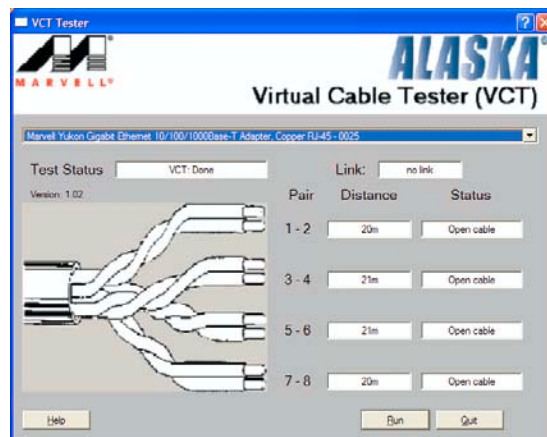 VCT Tester
MARVELL®
ALASKA®
Virtual Cable Tester (VCT)
Marvell Yukon Gigabit Ethernet 10/100/1000Base-T Adapter, Copper RJ-45 - 0025
Test Status VCT: Done Link: no link
Version: 1.02
Pair Distance Status
1 - 2 20m Open cable
3 - 4 21m Open cable
5 - 6 21m Open cable
7 - 8 20m Open cable
Help Run Quit